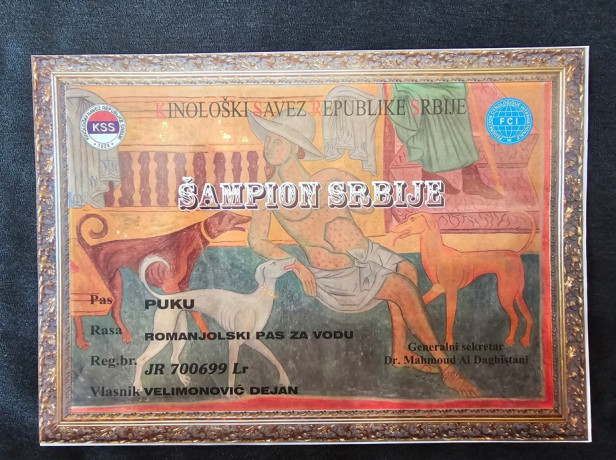 KINOLOŠKI SAVEZ REPUBLIKE SRBIJE
KSS
FCI
ŠAMPION SRBIJE
Pas PUKU
Rasa ROMANJOLSKI PAS ZA VODU
Reg.br. JR 700699 Lr
Vlasnik VELIMONOVIĆ DEJAN
Generalni sekretar
Dr. Mahmoud Al Daghistani